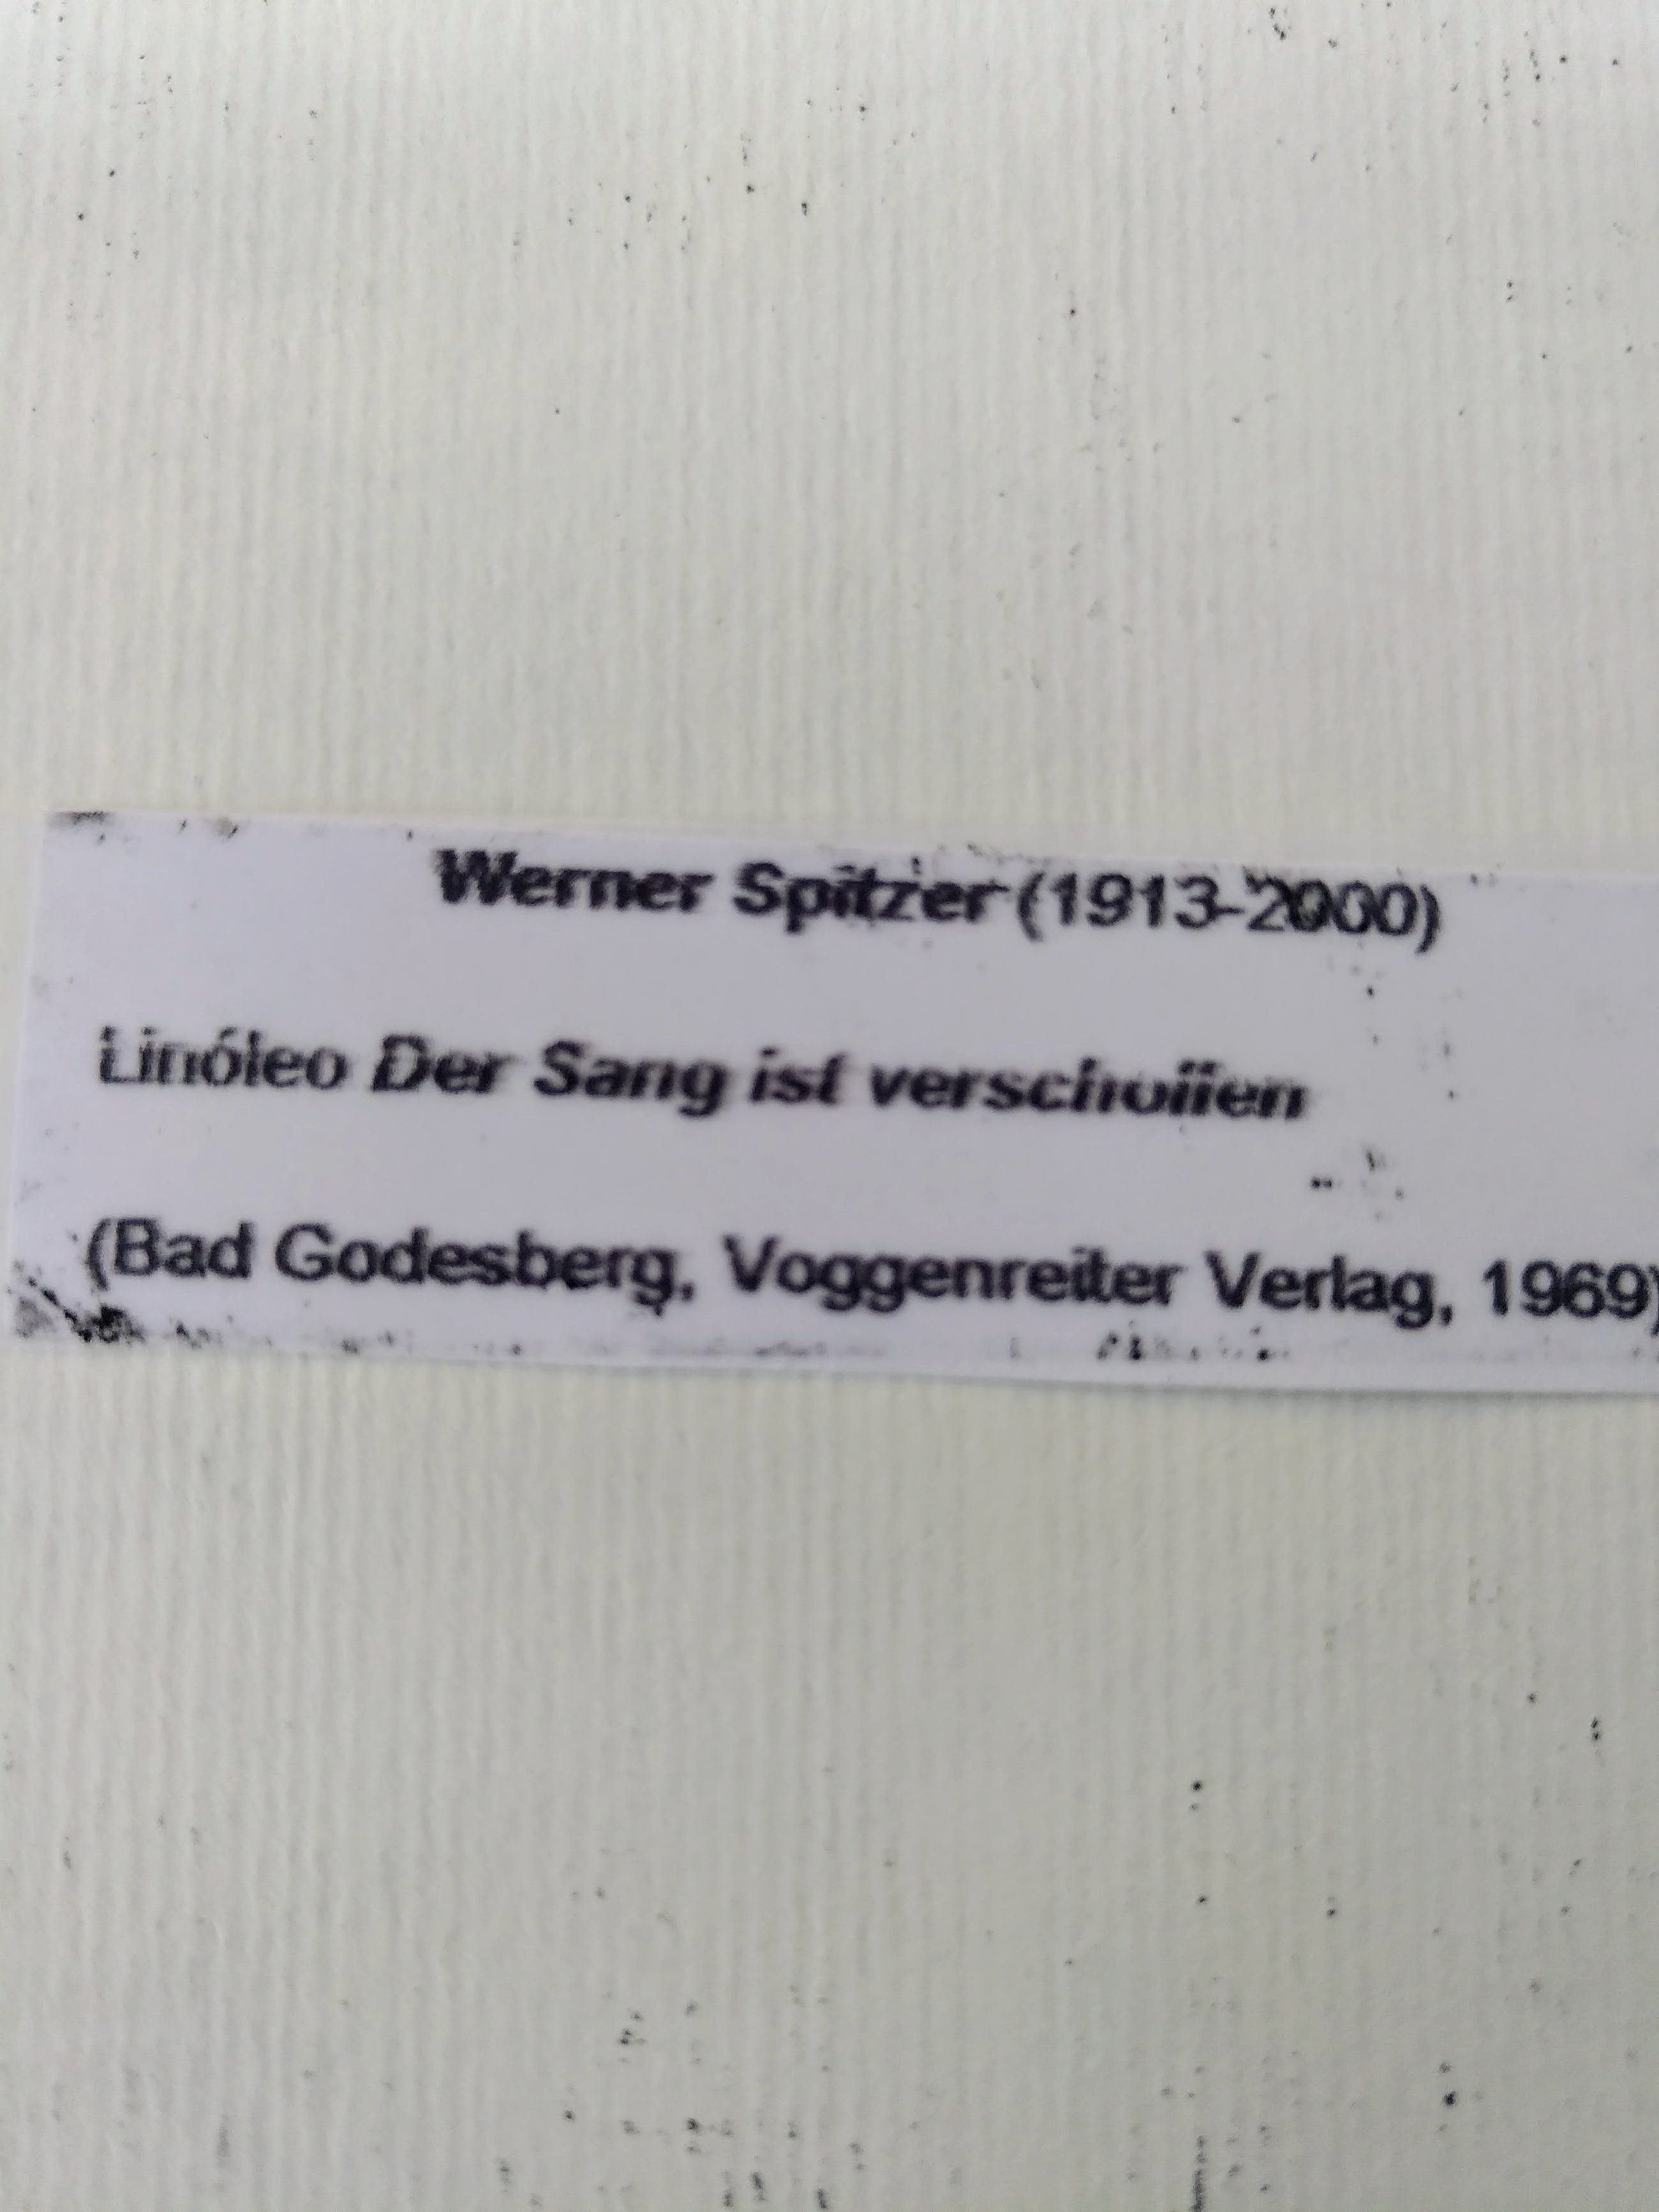 Werner Spitzer (1913-2000)
Linóleo Der Sang ist verschollen
(Bad Godesberg, Voggenreiter Verlag, 1969)